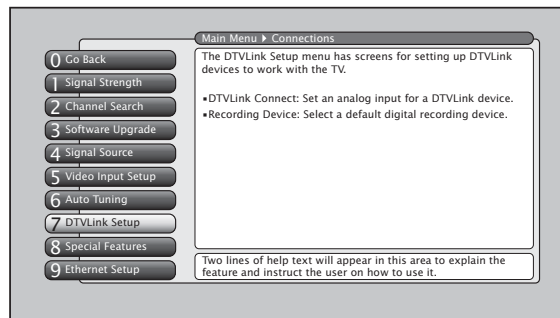 Main Menu ▸ Connections
0 Go Back
1 Signal Strength
2 Channel Search
3 Software Upgrade
4 Signal Source
5 Video Input Setup
6 Auto Tuning
7 DTVLink Setup
8 Special Features
9 Ethernet Setup
The DTVLink Setup menu has screens for setting up DTVLink
devices to work with the TV.
▪DTVLink Connect: Set an analog input for a DTVLink device.
▪Recording Device: Select a default digital recording device.
Two lines of help text will appear in this area to explain the
feature and instruct the user on how to use it.